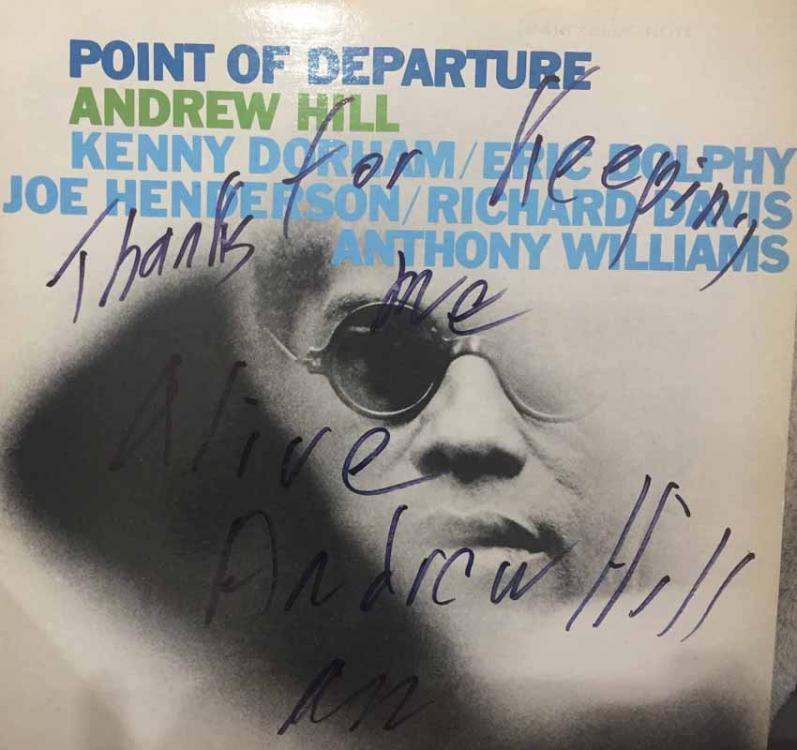 POINT OF DEPARTURE
ANDREW HILL
KENNY DORHAM/ERIC DOLPHY
JOE HENDERSON/RICHARD DAVIS
ANTHONY WILLIAMS
Thanks for Keeping
me
Alive
Andrew Hill